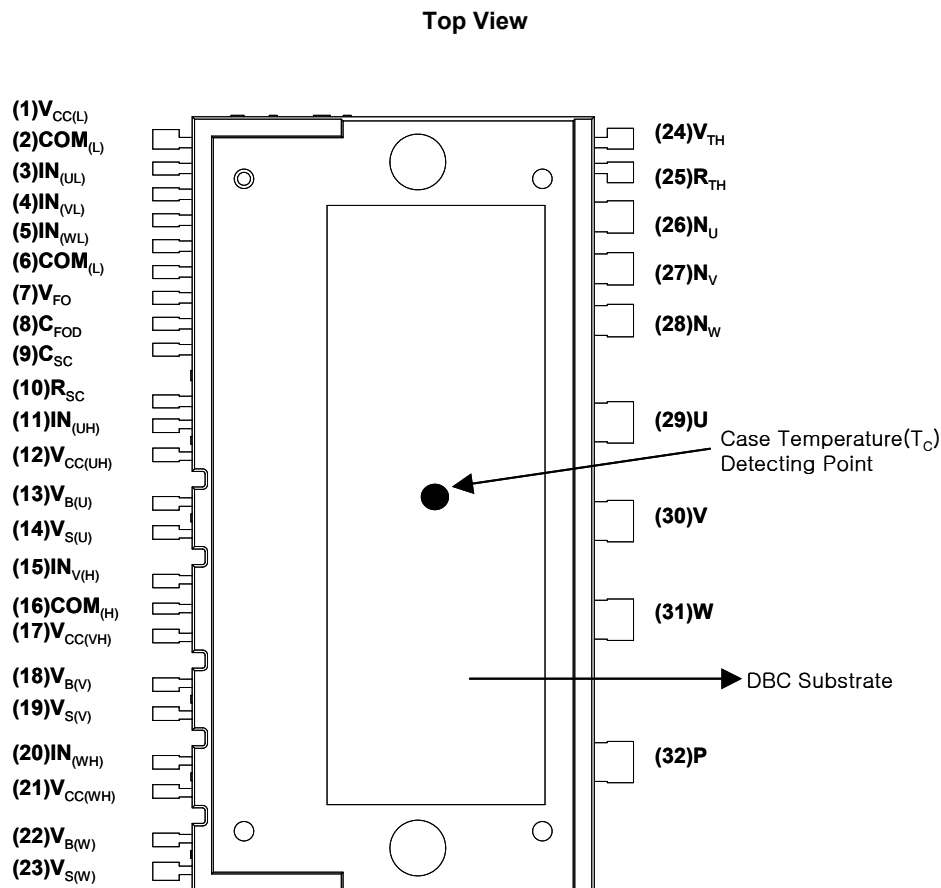 Top View
(1)VCC(L)
(2)COM(L)
(3)IN(UL)
(4)IN(VL)
(5)IN(WL)
(6)COM(L)
(7)VFO
(8)CFOD
(9)CSC
(10)RSC
(11)IN(UH)
(12)VCC(UH)
(13)VB(U)
(14)VS(U)
(15)INV(H)
(16)COM(H)
(17)VCC(VH)
(18)VB(V)
(19)VS(V)
(20)IN(WH)
(21)VCC(WH)
(22)VB(W)
(23)VS(W)
(24)VTH
(25)RTH
(26)NU
(27)NV
(28)NW
(29)U
(30)V
(31)W
(32)P
Case Temperature(TC)
Detecting Point
DBC Substrate